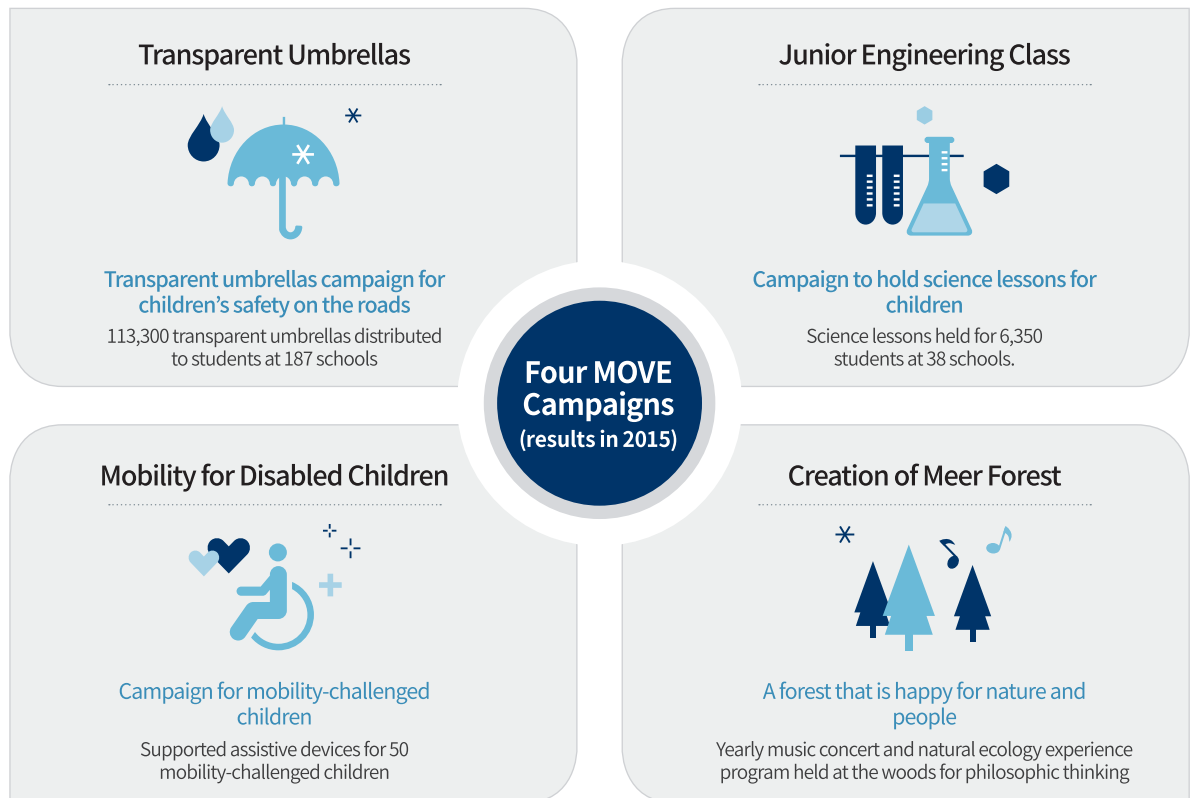 Transparent Umbrellas
Transparent umbrellas campaign for
children's safety on the roads
113,300 transparent umbrellas distributed
to students at 187 schools
Junior Engineering Class
Campaign to hold science lessons for
children
Science lessons held for 6,350
students at 38 schools.
Four MOVE
Campaigns
(results in 2015)
Mobility for Disabled Children
Campaign for mobility-challenged
children
Supported assistive devices for 50
mobility-challenged children
Creation of Meer Forest
A forest that is happy for nature and
people
Yearly music concert and natural ecology experience
program held at the woods for philosophic thinking